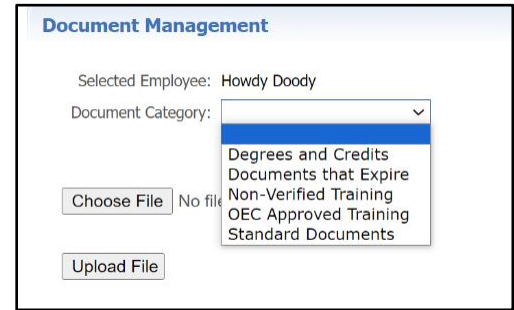 Document Management
Selected Employee: Howdy Doody
Document Category:
Degrees and Credits
Documents that Expire
Non-Verified Training
OEC Approved Training
Standard Documents
Choose File No file
Upload File